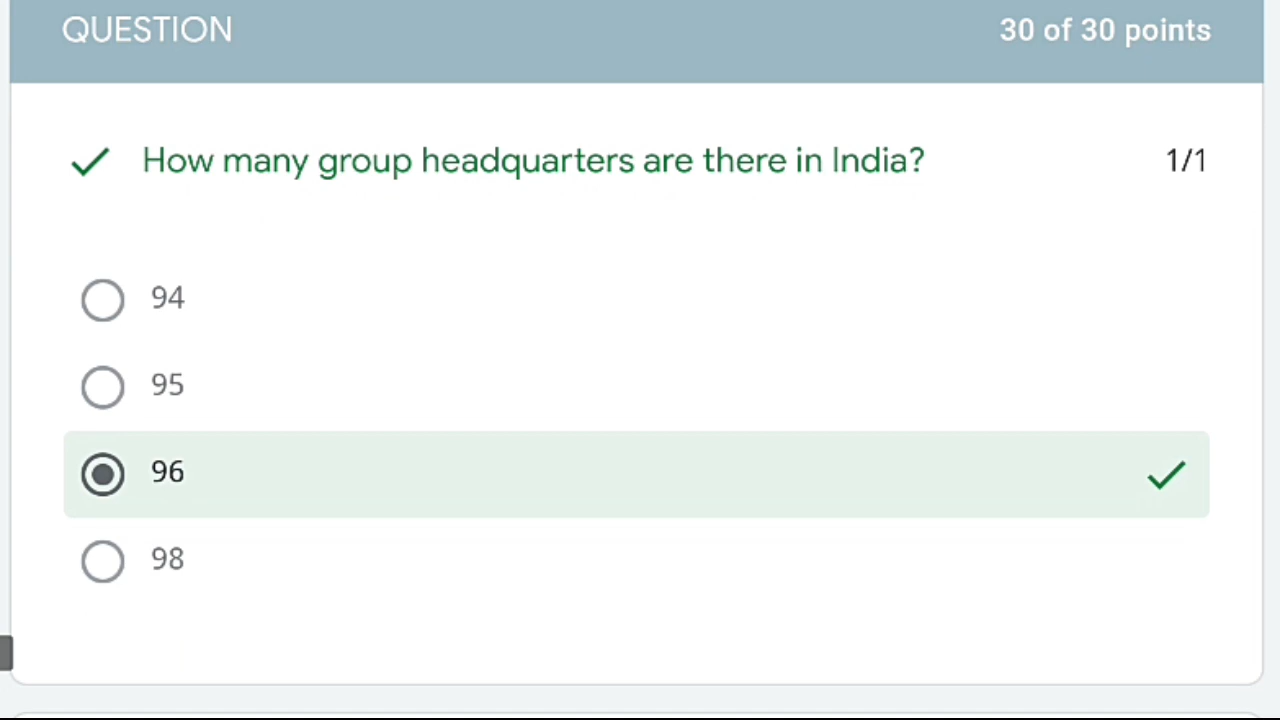 QUESTION 30 of 30 points
How many group headquarters are there in India? 1/1
94
95
96
98